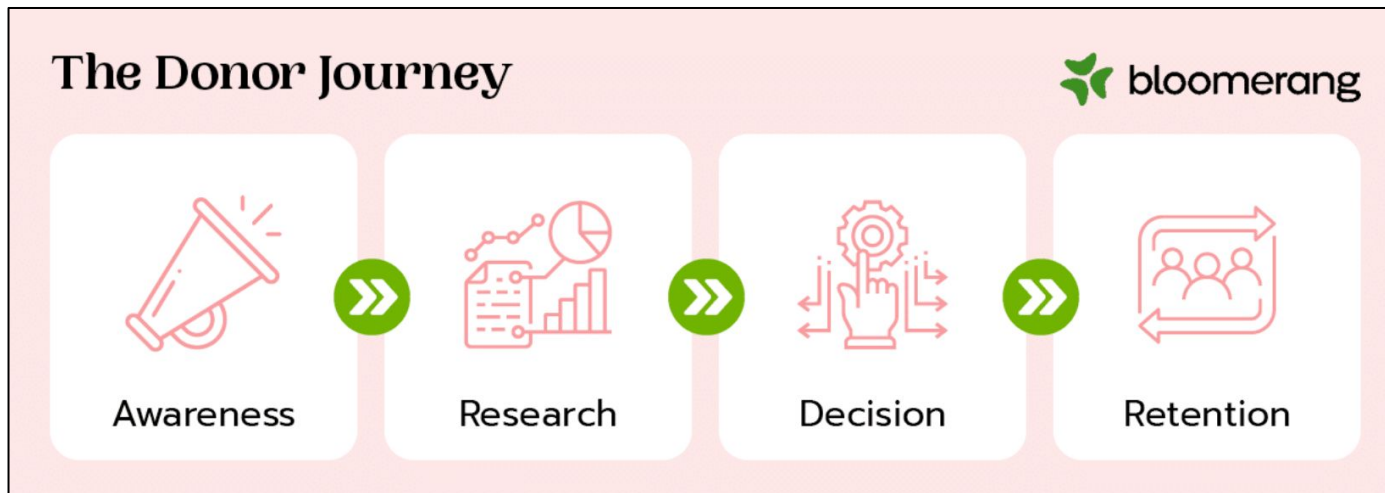 The Donor Journey
bloomerang
Awareness
Research
Decision
Retention